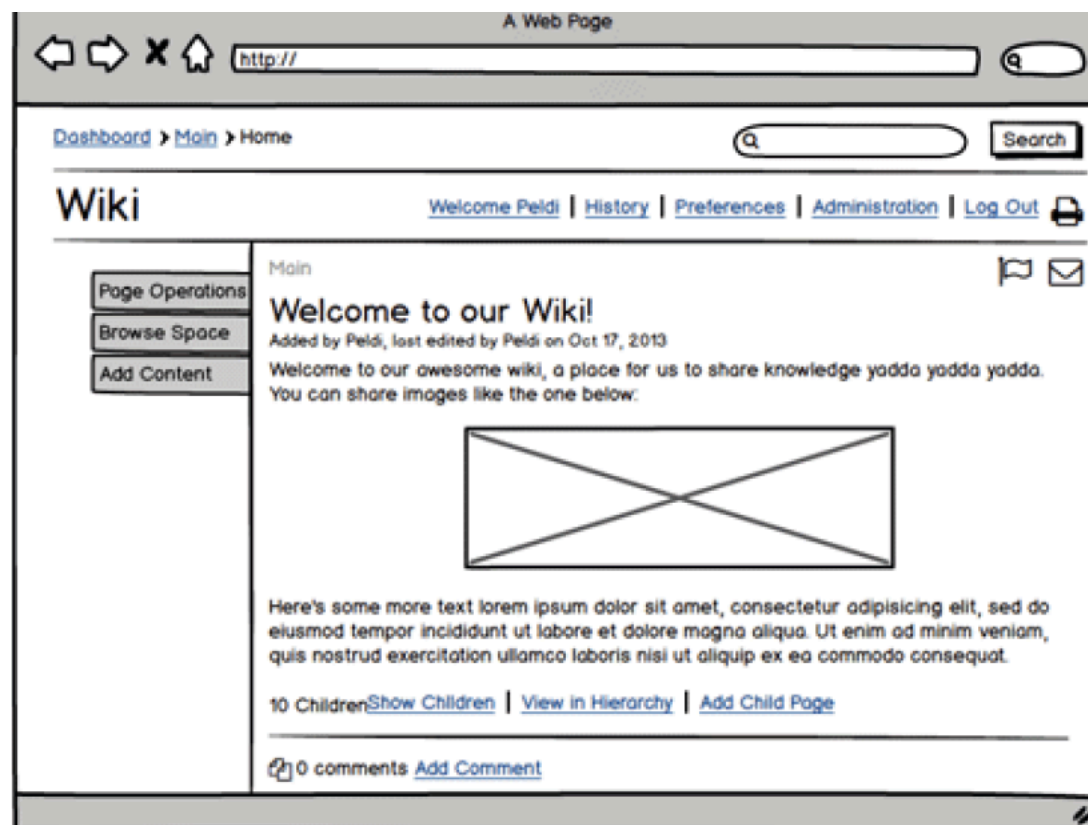 A Web Page
http://
Dashboard > Main > Home
Search
Wiki
Welcome Peldi | History | Preferences | Administration | Log Out
Page Operations
Browse Space
Add Content
Main
Welcome to our Wiki!
Added by Peldi, last edited by Peldi on Oct 17, 2013
Welcome to our awesome wiki, a place for us to share knowledge yadda yadda yadda.
You can share images like the one below:
Here's some more text lorem ipsum dolor sit amet, consectetur adipisicing elit, sed do
eiusmod tempor incididunt ut labore et dolore magna aliqua. Ut enim ad minim veniam,
quis nostrud exercitation ullamco laboris nisi ut aliquip ex ea commodo consequat.
10 Children Show Children | View in Hierarchy | Add Child Page
0 comments Add Comment